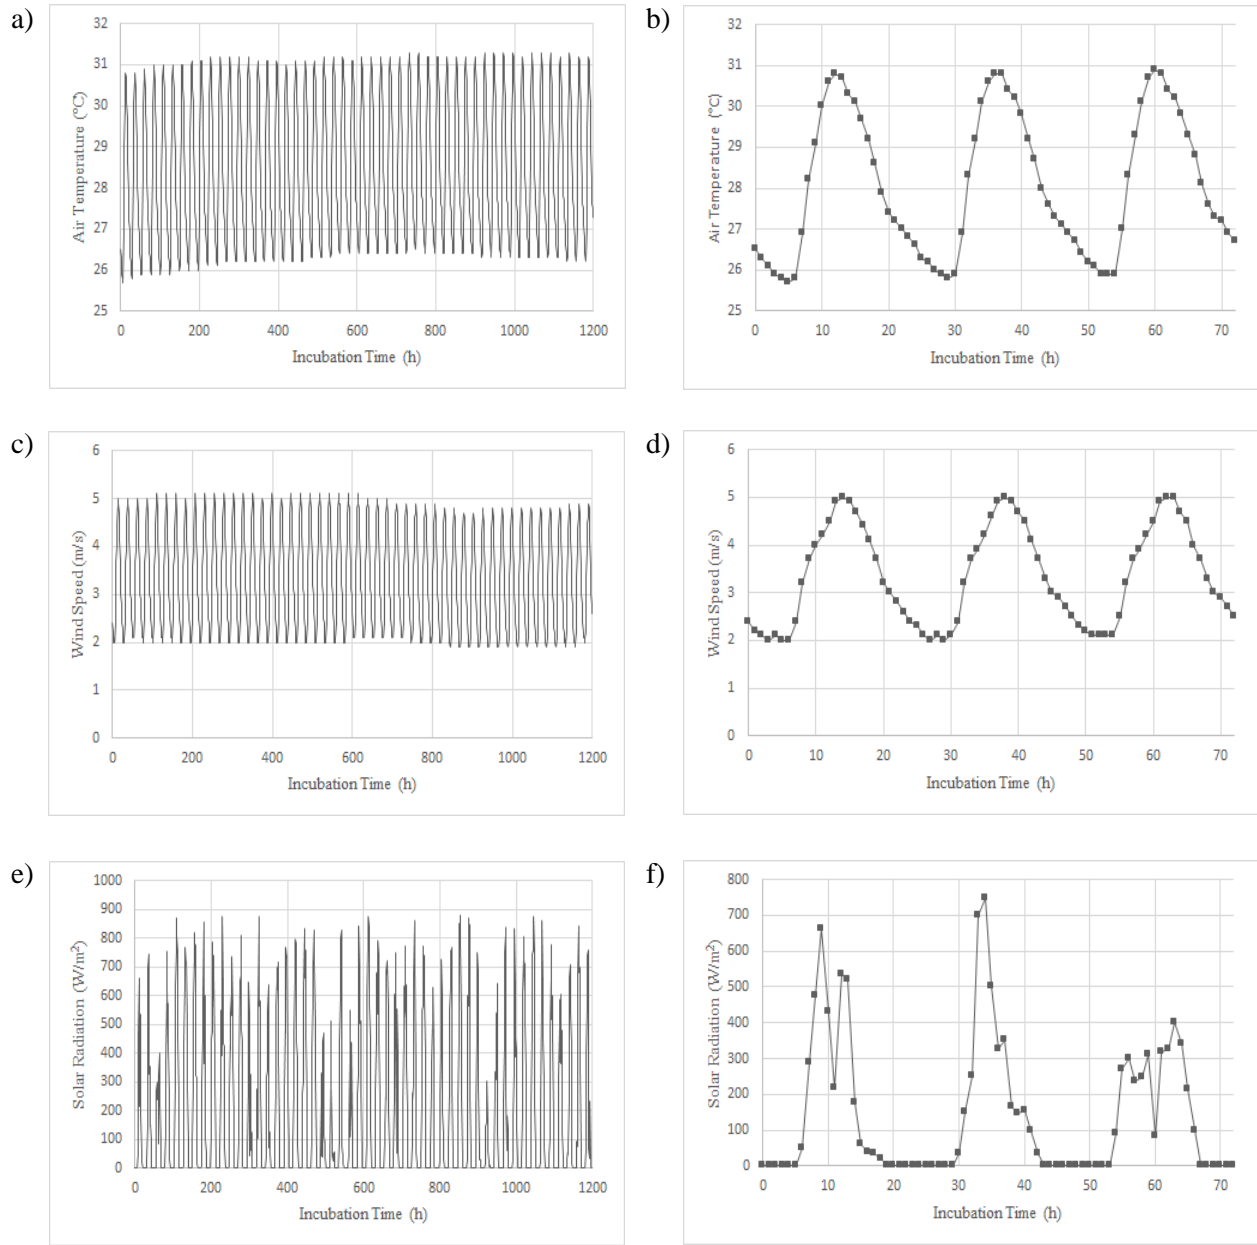 a)
32
31
30
29
28
27
26
25
Air Temperature (°C)
0 200 400 600 800 1000 1200
Incubation Time (h)
b)
32
31
30
29
28
27
26
25
Air Temperature (°C)
0 10 20 30 40 50 60 70
Incubation Time (h)
c)
6
5
4
3
2
1
0
Wind Speed (m/s)
0 200 400 600 800 1000 1200
Incubation Time (h)
d)
6
5
4
3
2
1
0
Wind Speed (m/s)
0 10 20 30 40 50 60 70
Incubation Time (h)
e)
1000
900
800
700
600
500
400
300
200
100
0
Solar Radiation (W/m²)
0 200 400 600 800 1000 1200
Incubation Time (h)
f)
800
700
600
500
400
300
200
100
0
Solar Radiation (W/m²)
0 10 20 30 40 50 60 70
Incubation Time (h)